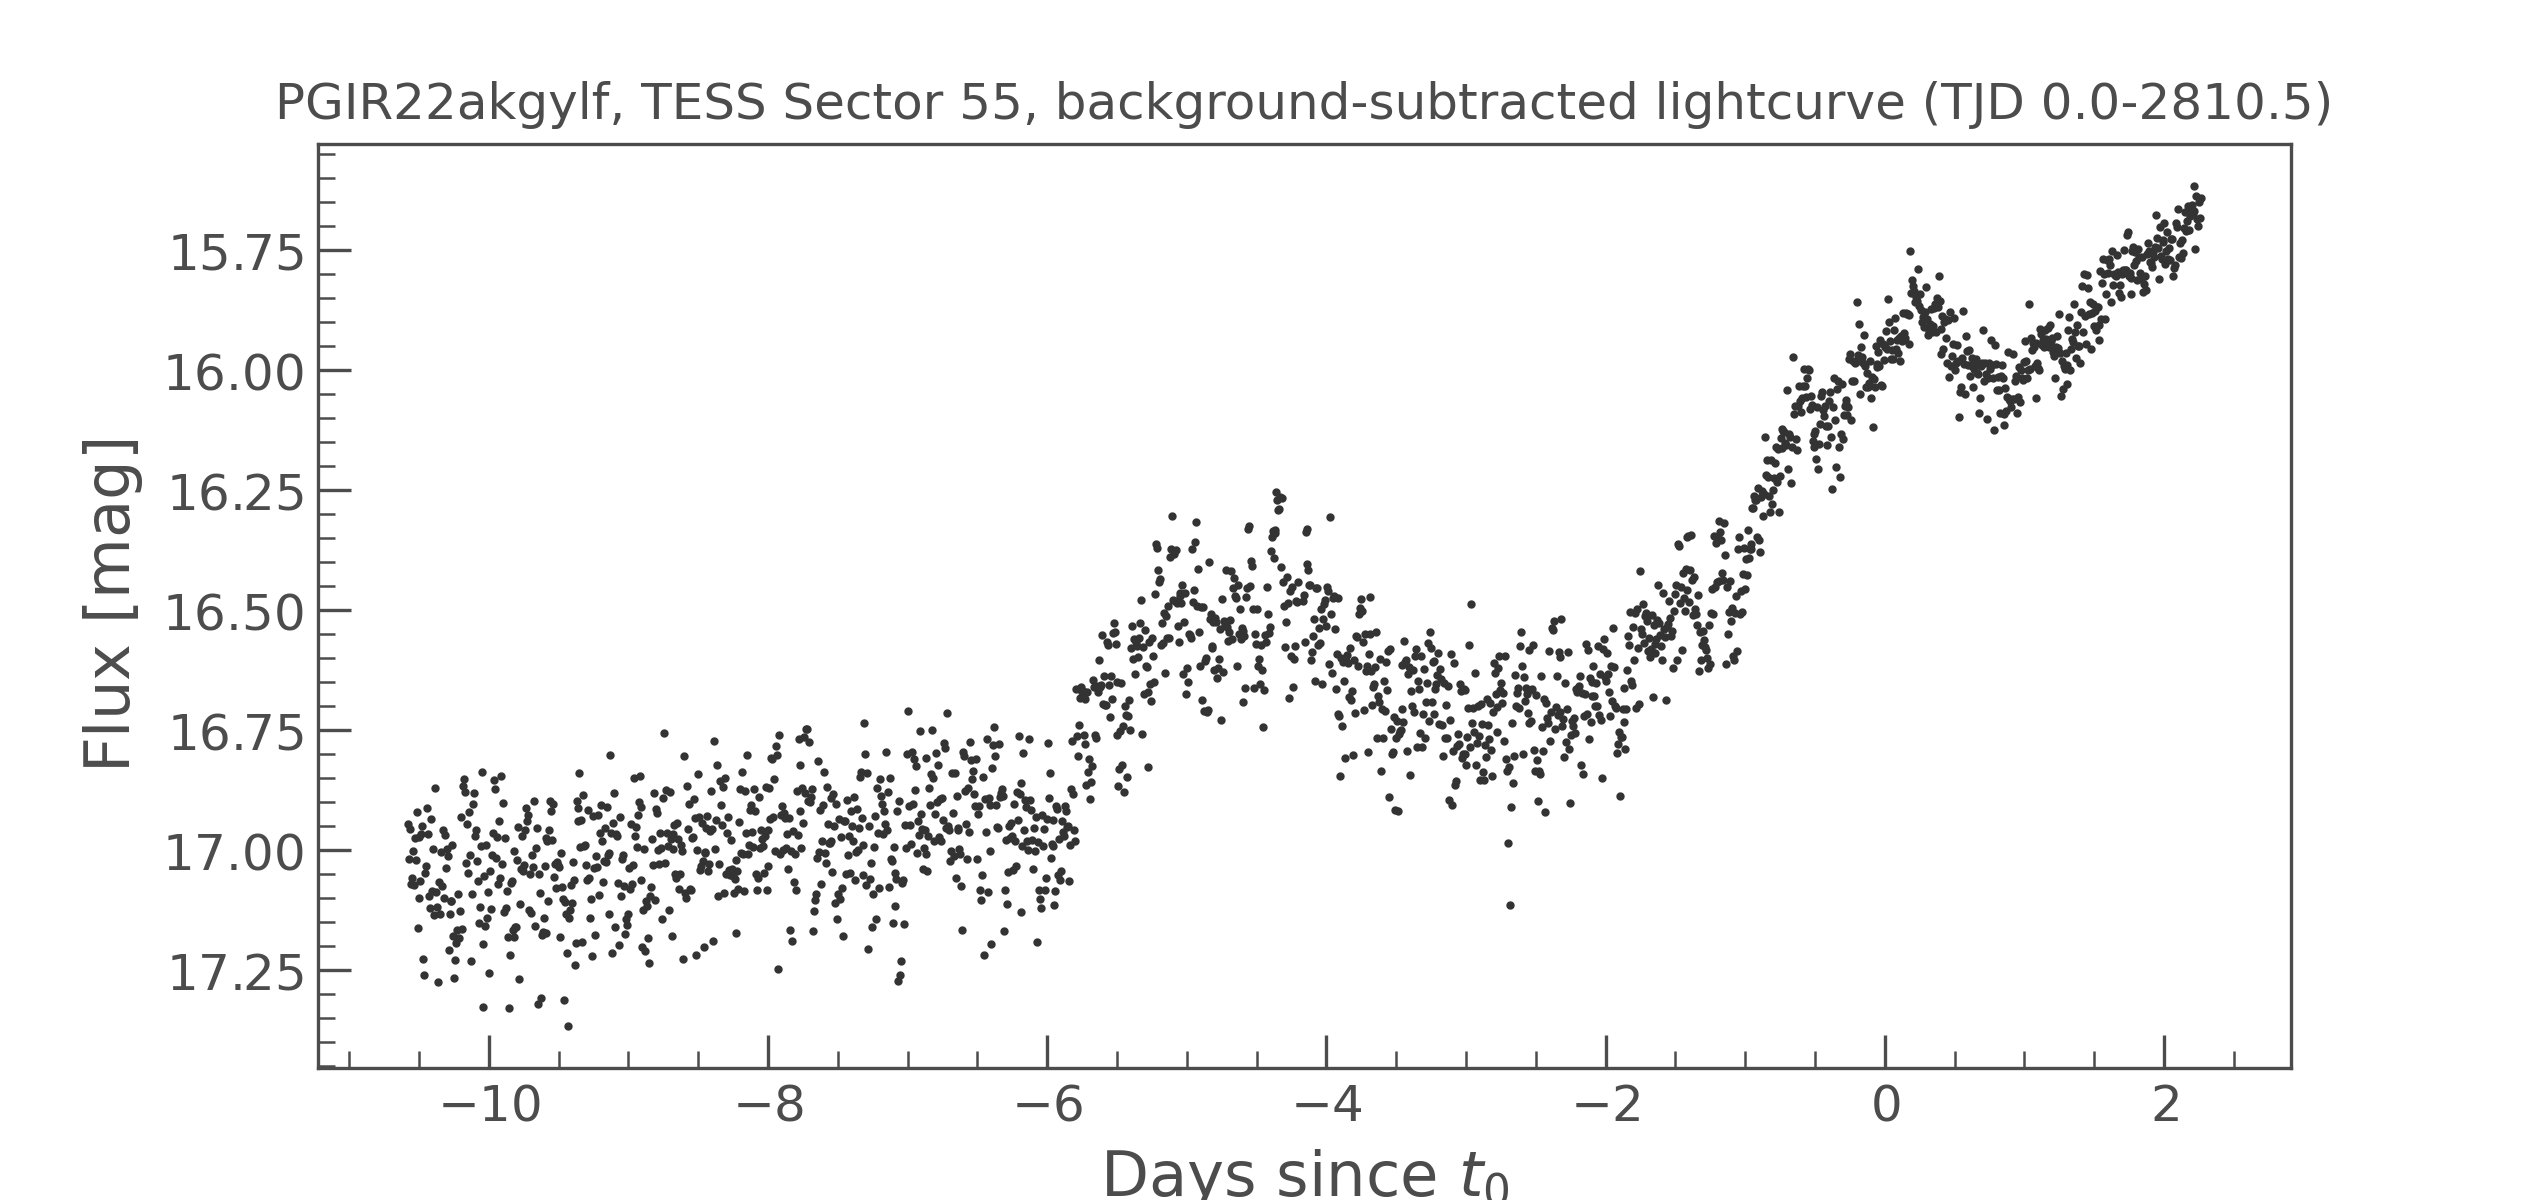 PGIR22akgylf, TESS Sector 55, background-subtracted lightcurve (TJD 0.0-2810.5)
Flux [mag]
15.75
16.00
16.25
16.50
16.75
17.00
17.25
−10 −8 −6 −4 −2 0 2
Days since t₀